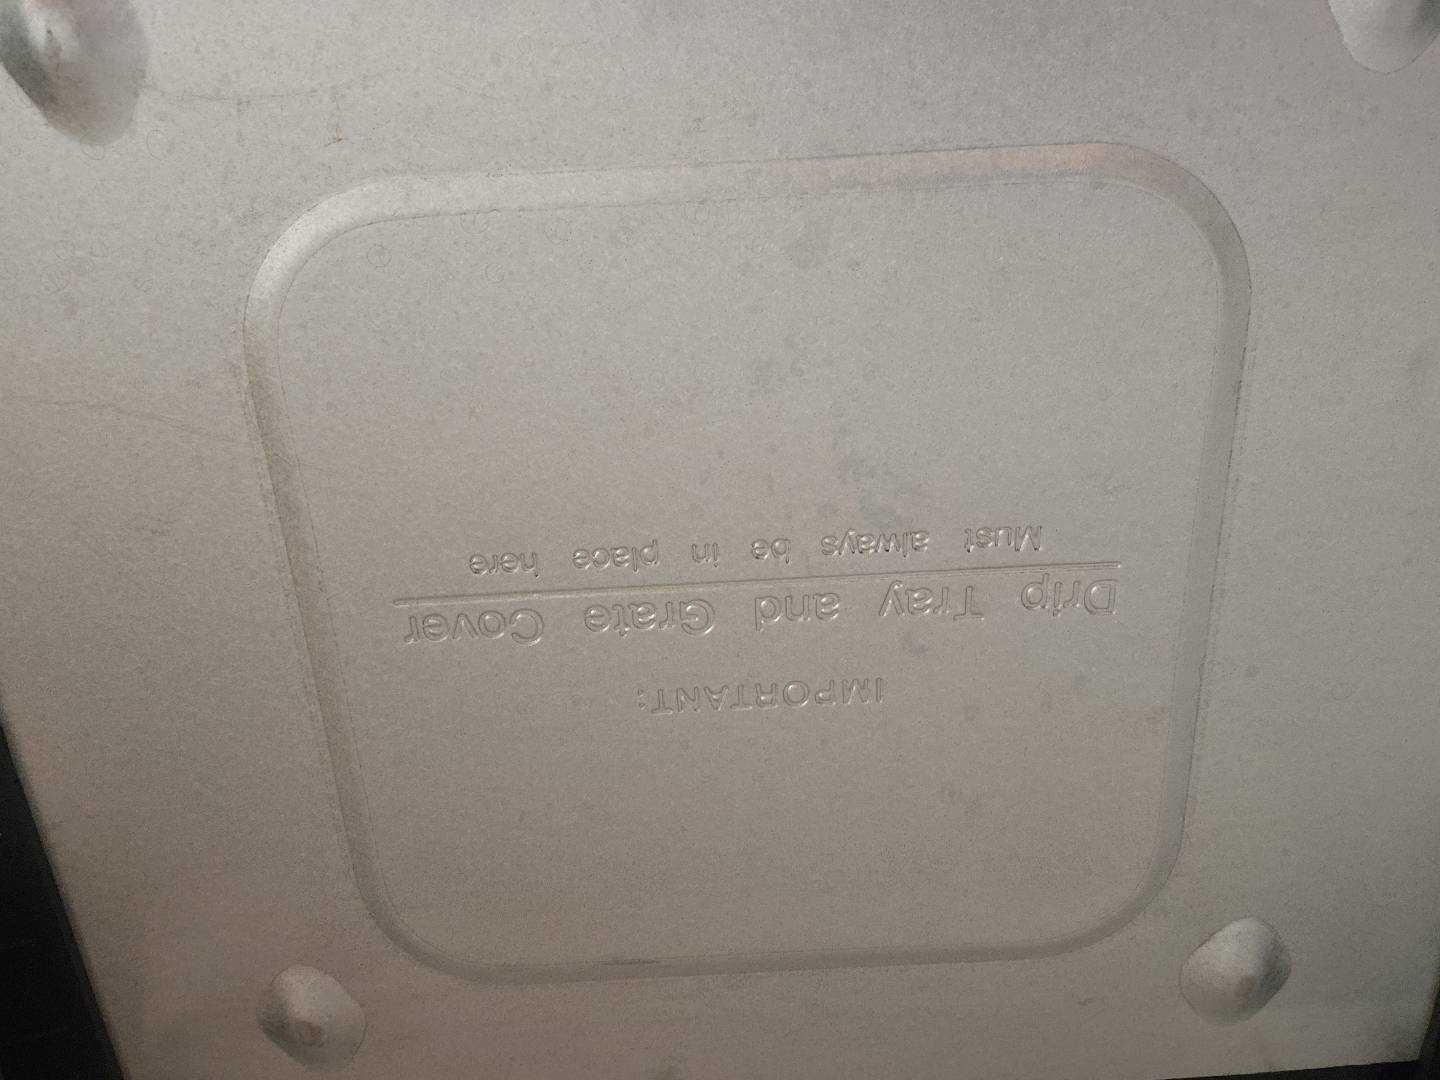 IMPORTANT:
Drip Tray and Grate Cover
Must always be in place here